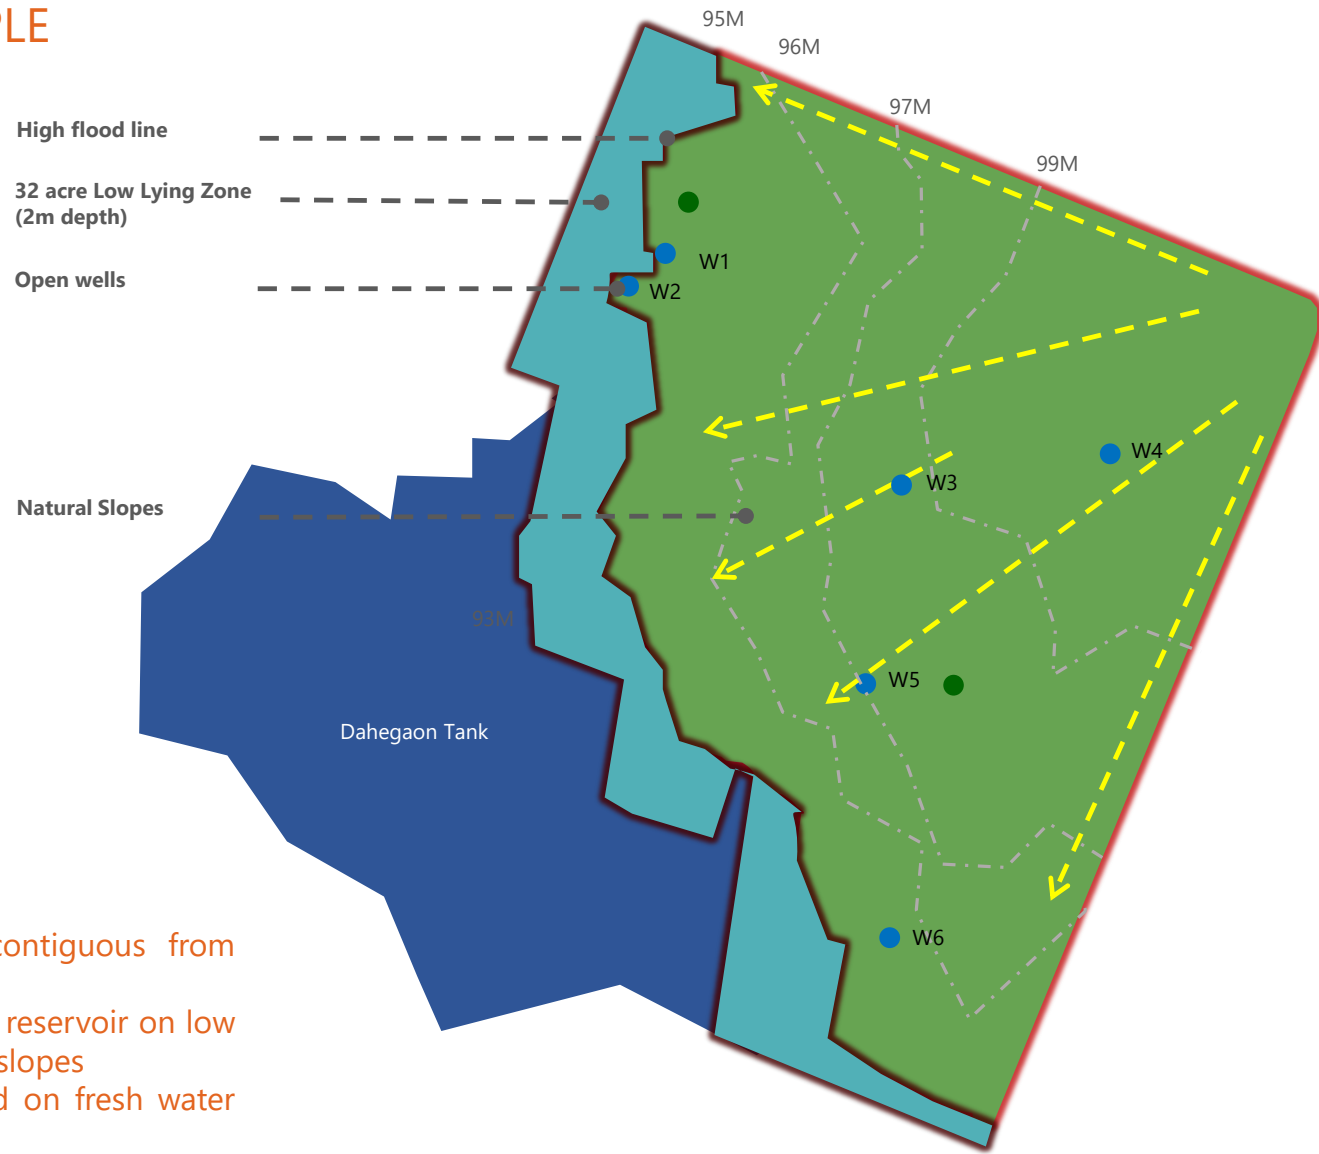 PLE
95M
96M
97M
99M
High flood line
32 acre Low Lying Zone
(2m depth)
Open wells
W1
W2
Natural Slopes
W3
W4
93M
W5
Dahegaon Tank
W6
contiguous from
reservoir on low
slopes
d on fresh water